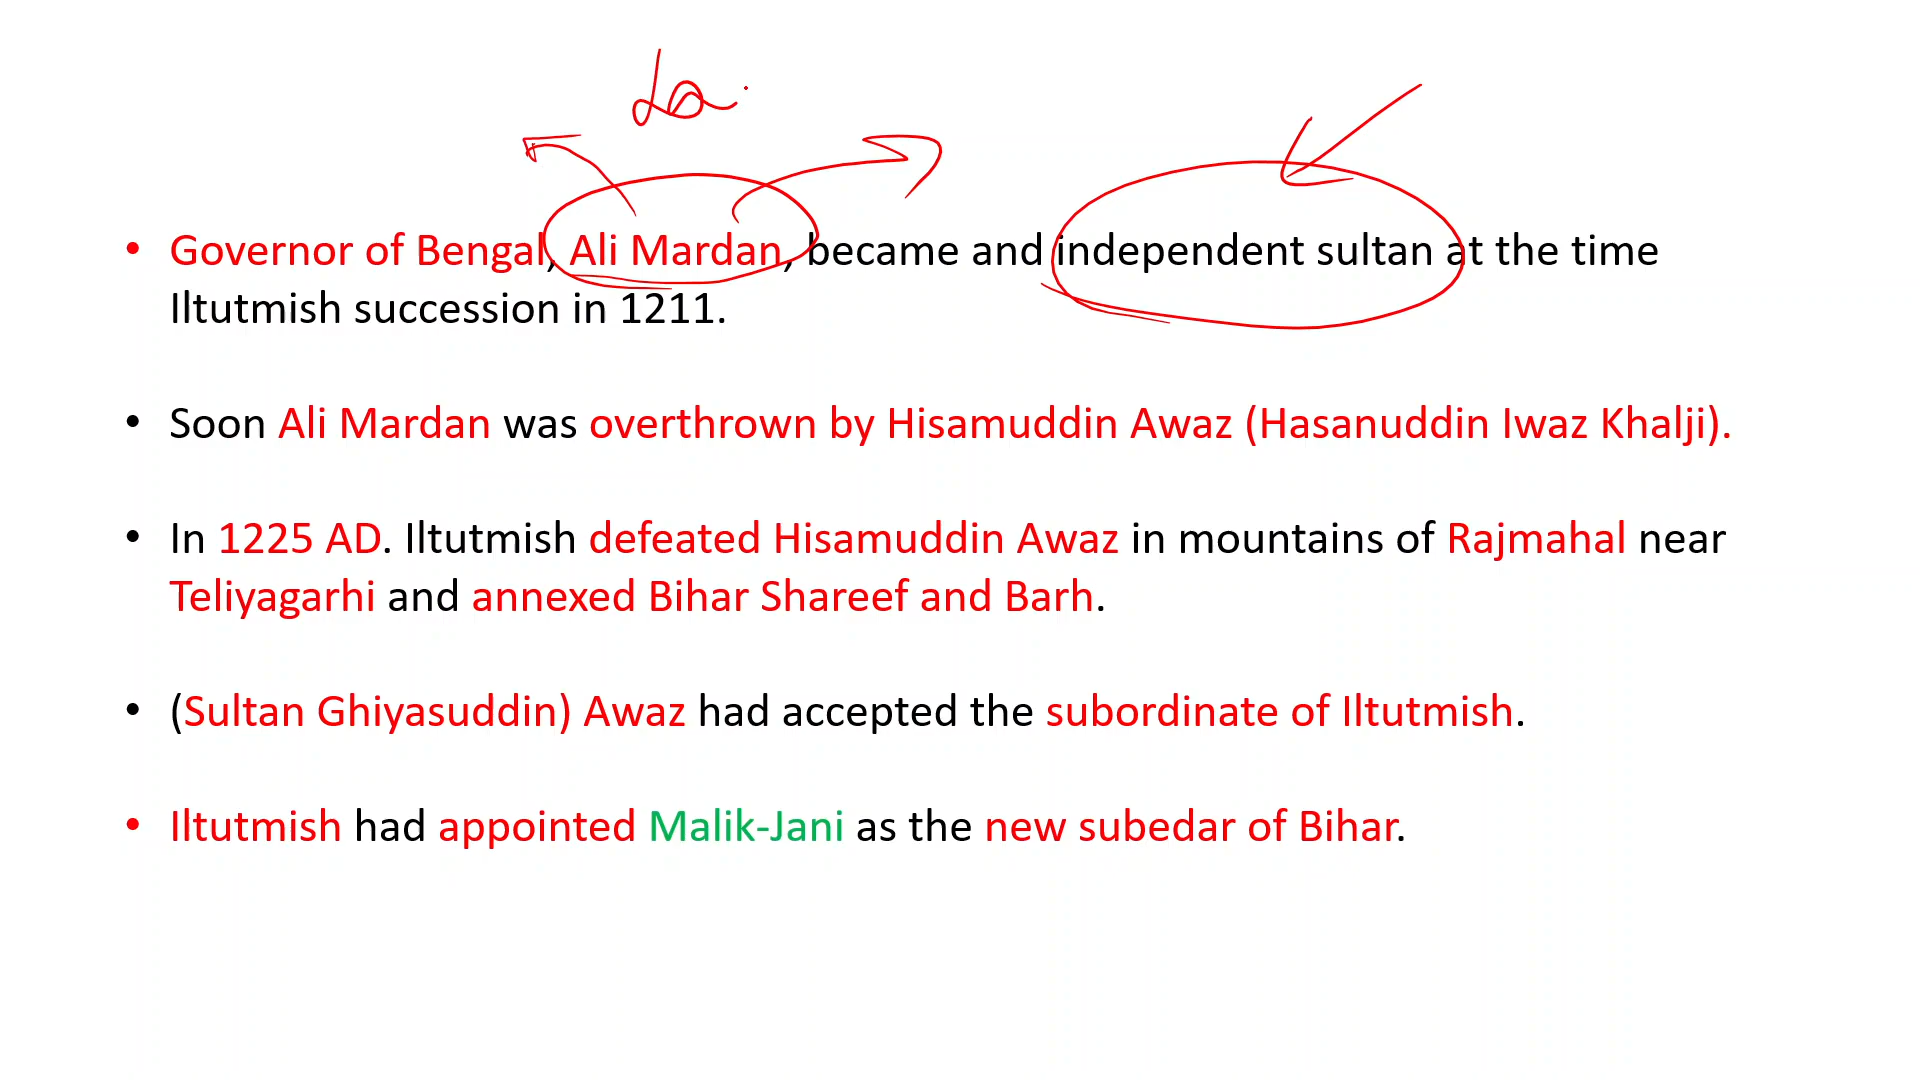 • Governor of Bengal, Ali Mardan, became and independent sultan at the time
Iltutmish succession in 1211.
• Soon Ali Mardan was overthrown by Hisamuddin Awaz (Hasanuddin Iwaz Khalji).
• In 1225 AD. Iltutmish defeated Hisamuddin Awaz in mountains of Rajmahal near
Teliyagarhi and annexed Bihar Shareef and Barh.
• (Sultan Ghiyasuddin) Awaz had accepted the subordinate of Iltutmish.
• Iltutmish had appointed Malik-Jani as the new subedar of Bihar.